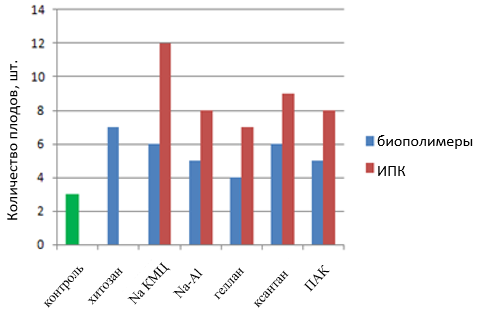 Количество плодов, шт.
14
12
10
8
6
4
2
0
контроль
хитозан
Na КМЦ
Na-Al
геллан
ксантан
ПАК
биополимеры
ИПК